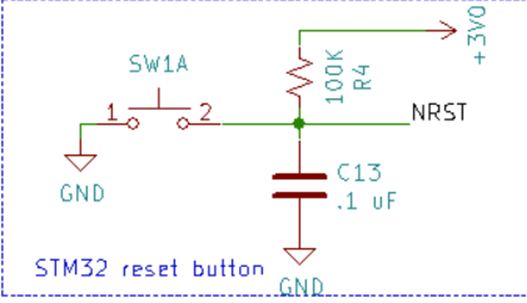 +3V0
SW1A
100K
R4
1
2
NRST
C13
.1 uF
GND
STM32 reset button
GND